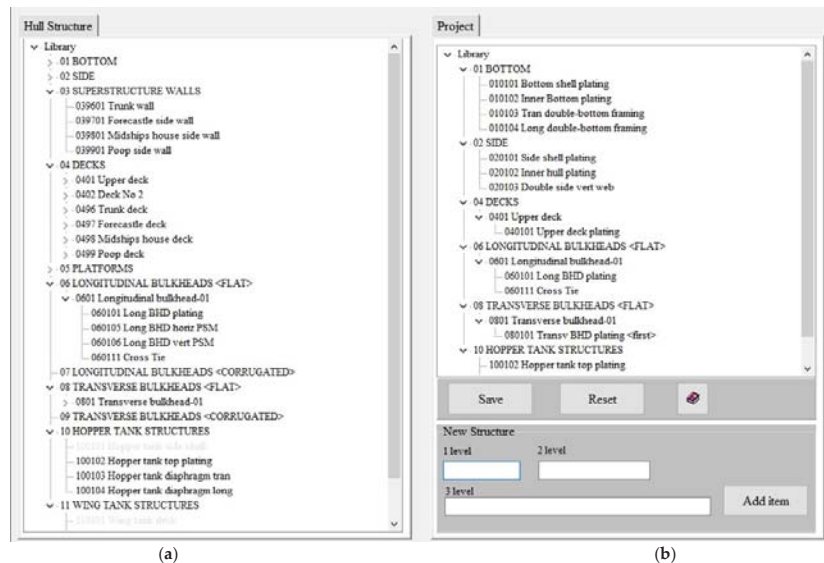 Hull Structure
Library
01 BOTTOM
02 SIDE
03 SUPERSTRUCTURE WALLS
039601 Trunk wall
039701 Forecastle side wall
039801 Midships house side wall
039901 Poop side wall
04 DECKS
0401 Upper deck
0402 Deck No 2
0496 Trunk deck
0497 Forecastle deck
0498 Midships house deck
0499 Poop deck
05 PLATFORMS
06 LONGITUDINAL BULKHEADS <FLAT>
0601 Longitudinal bulkhead-01
060101 Long BHD plating
060105 Long BHD horiz PSM
060106 Long BHD vert PSM
060111 Cross Tie
07 LONGITUDINAL BULKHEADS <CORRUGATED>
08 TRANSVERSE BULKHEADS <FLAT>
0801 Transverse bulkhead-01
09 TRANSVERSE BULKHEADS <CORRUGATED>
10 HOPPER TANK STRUCTURES
100101 Hopper tank side shell
100102 Hopper tank top plating
100103 Hopper tank diaphragm tran
100104 Hopper tank diaphragm long
11 WING TANK STRUCTURES
Wing tank deck
(a)
Project
Library
01 BOTTOM
010101 Bottom shell plating
010102 Inner Bottom plating
010103 Tran double-bottom framing
010104 Long double-bottom framing
02 SIDE
020101 Side shell plating
020102 Inner hull plating
020103 Double side vert web
04 DECKS
0401 Upper deck
040101 Upper deck plating
06 LONGITUDINAL BULKHEADS <FLAT>
0601 Longitudinal bulkhead-01
060101 Long BHD plating
060111 Cross Tie
08 TRANSVERSE BULKHEADS <FLAT>
0801 Transverse bulkhead-01
080101 Transv BHD plating <first>
10 HOPPER TANK STRUCTURES
100102 Hopper tank top plating
Save Reset
New Structure
1 level 2 level
3 level
Add item
(b)